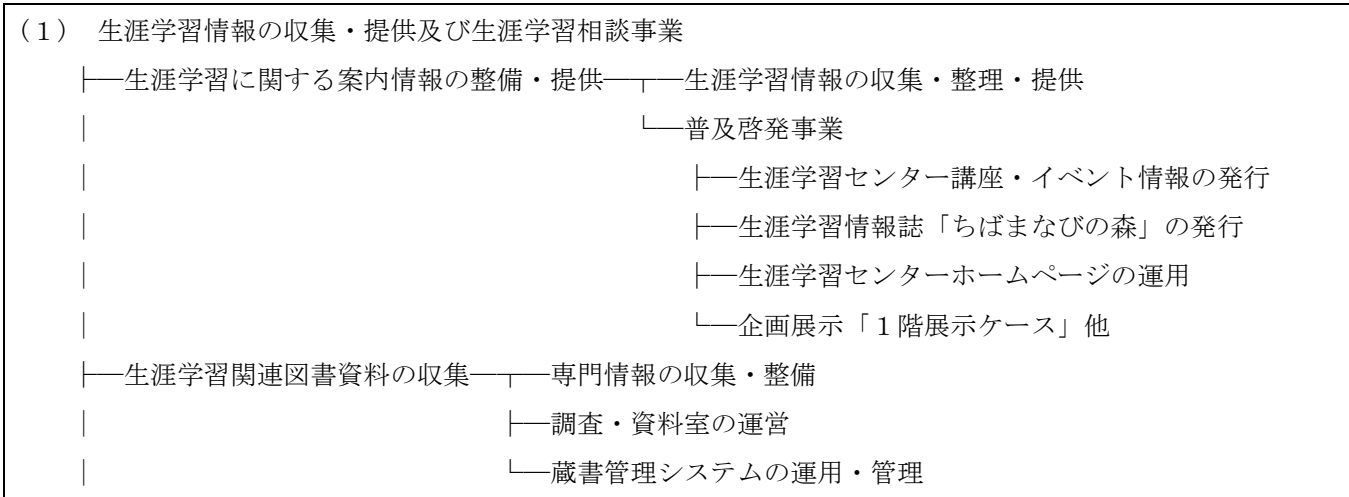 （１） 生涯学習情報の収集・提供及び生涯学習相談事業
├─生涯学習に関する案内情報の整備・提供─┬─生涯学習情報の収集・整理・提供
│　└─普及啓発事業
│　├─生涯学習センター講座・イベント情報の発行
│　├─生涯学習情報誌「ちばまなびの森」の発行
│　├─生涯学習センターホームページの運用
│　└─企画展示「１階展示ケース」他
├─生涯学習関連図書資料の収集─┬─専門情報の収集・整備
│　├─調査・資料室の運営
│　└─蔵書管理システムの運用・管理